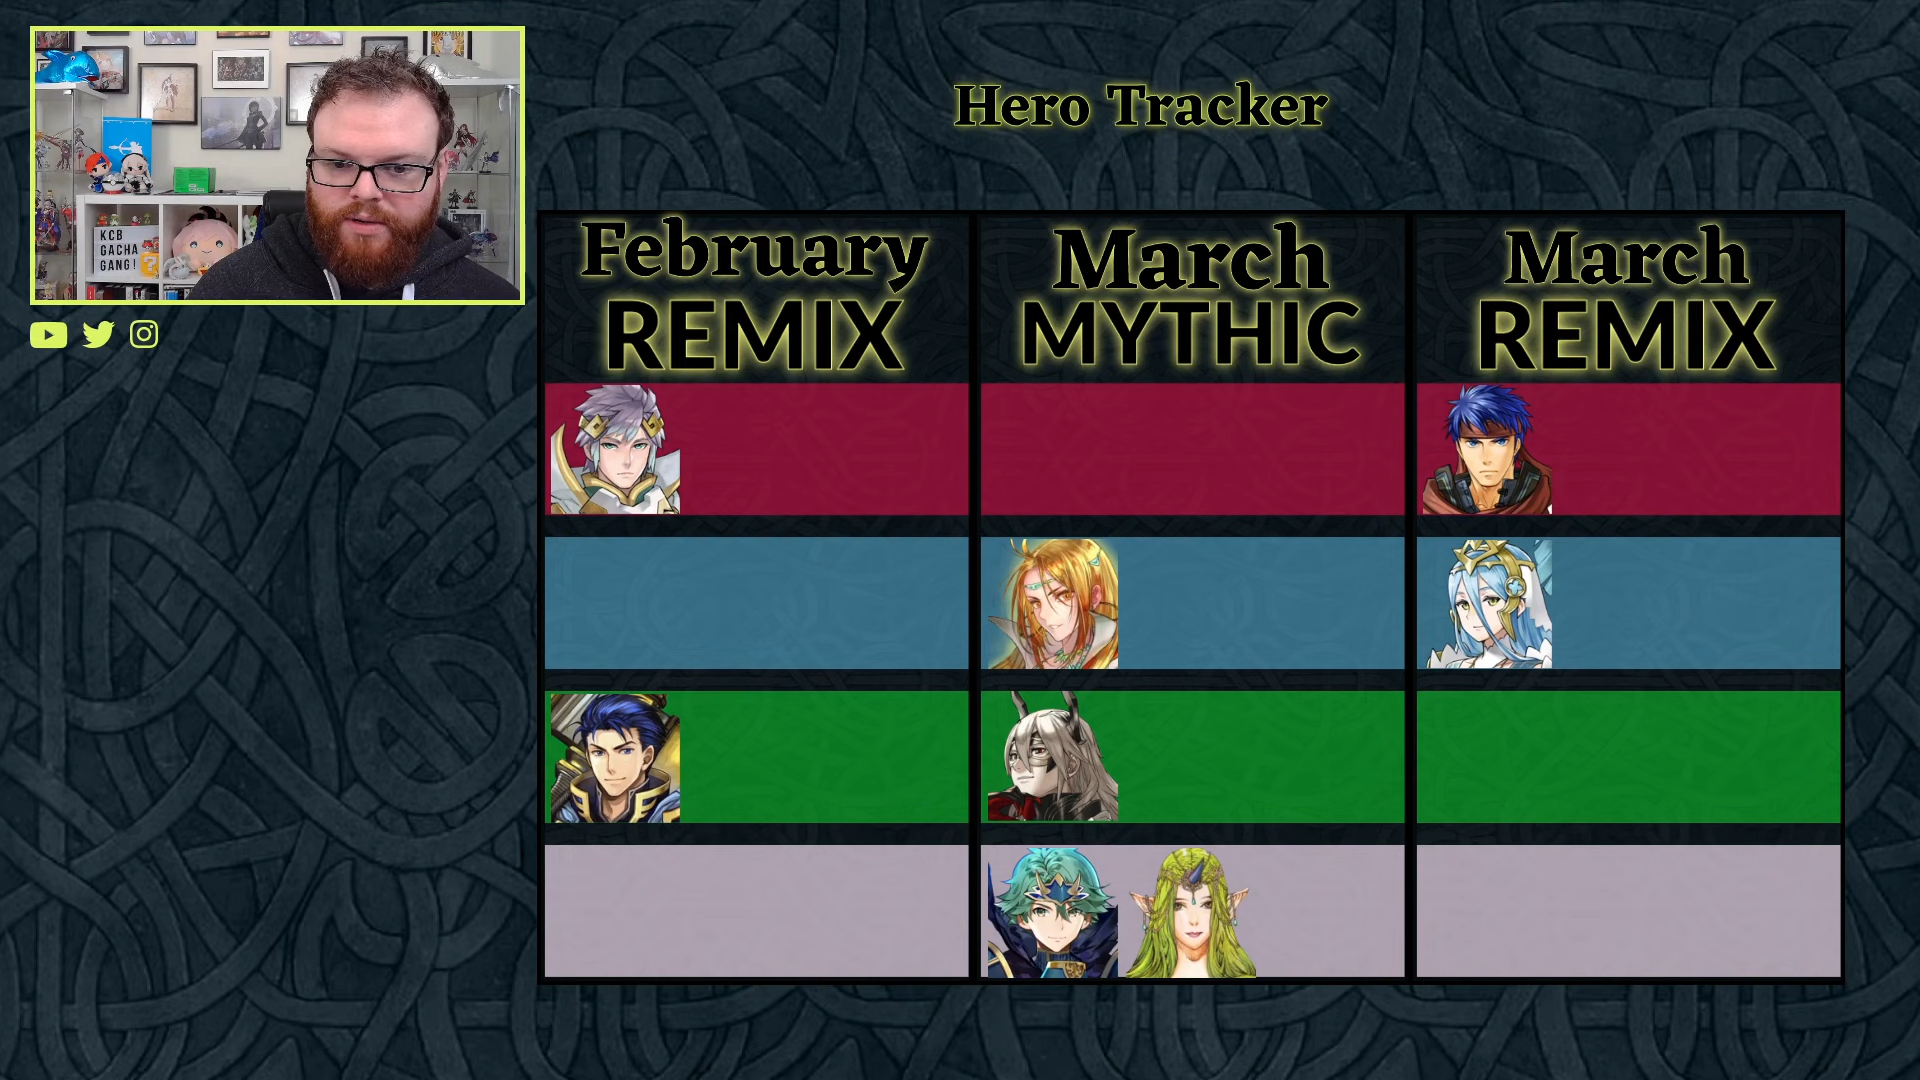 KCB
GACHA
GANG!
Hero Tracker
February
REMIX
March
MYTHIC
March
REMIX